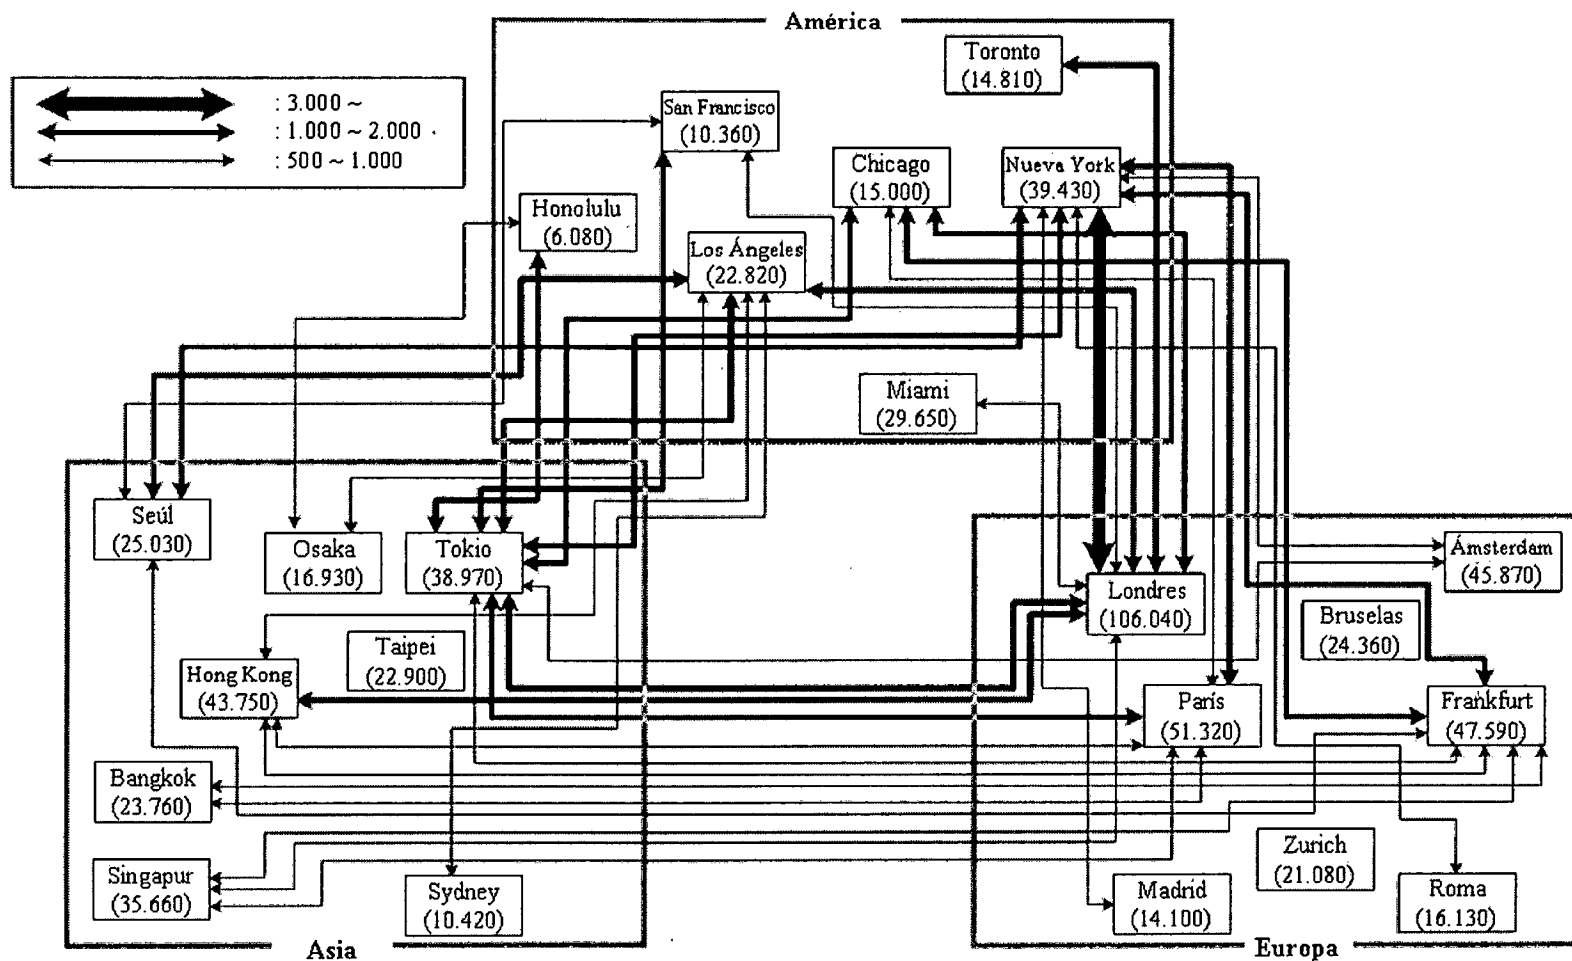 América
Toronto
(14.810)
: 3.000 ~
: 1.000 ~ 2.000
: 500 ~ 1.000
San Francisco
(10.360)
Chicago
(15.000)
Nueva York
(39.430)
Honolulu
(6.080)
Los Ángeles
(22.820)
Miami
(29.650)
Seúl
(25.030)
Osaka
(16.930)
Tokio
(38.970)
Ámsterdam
(45.870)
Londres
(106.040)
Bruselas
(24.360)
Taipei
(22.900)
Hong Kong
(43.750)
París
(51.320)
Frankfurt
(47.590)
Bangkok
(23.760)
Zurich
(21.080)
Singapur
(35.660)
Sydney
(10.420)
Madrid
(14.100)
Roma
(16.130)
Asia
Europa